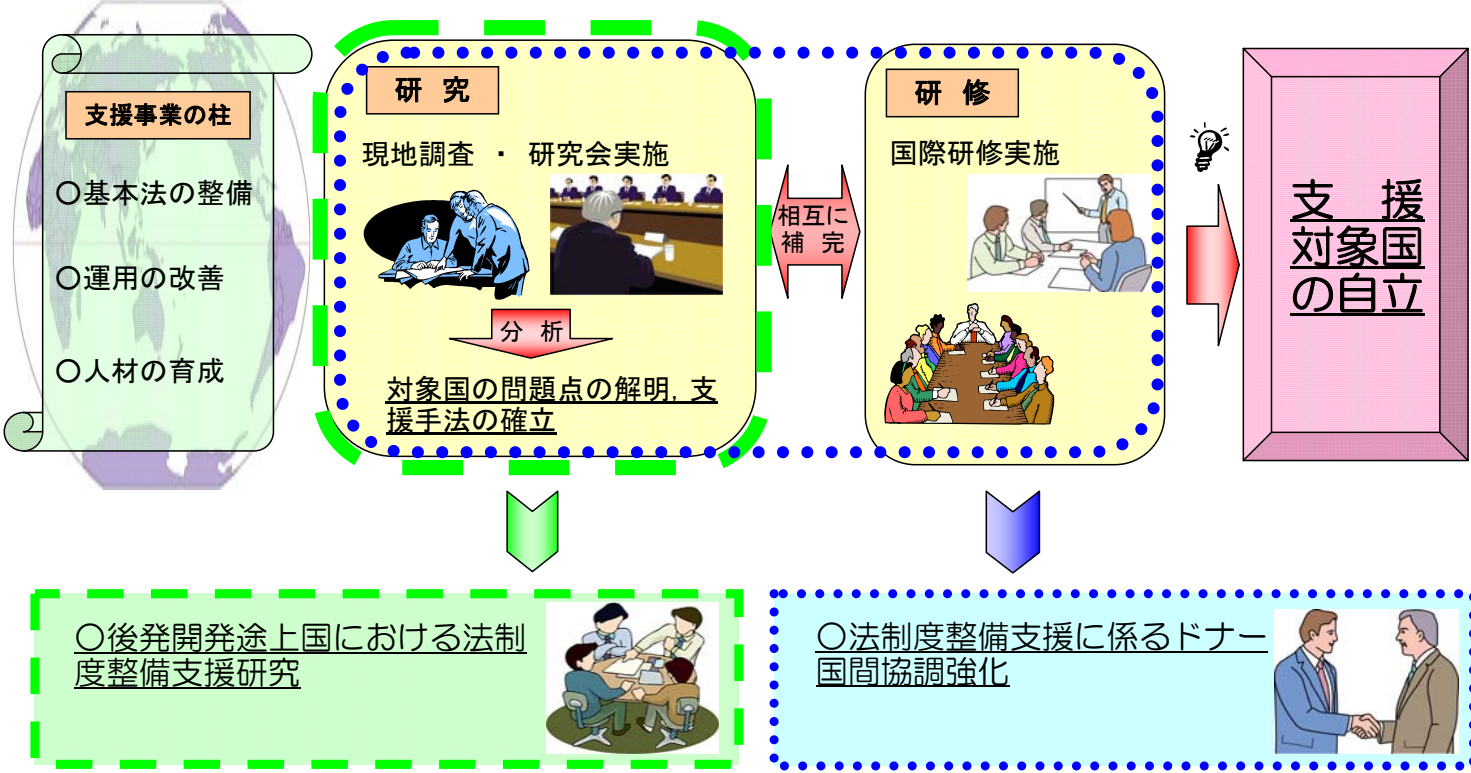 支援事業の柱
〇基本法の整備
〇運用の改善
〇人材の育成
研 究
現地調査 ・ 研究会実施
分 析
対象国の問題点の解明，支
援手法の確立
相互に
補 完
研 修
国際研修実施
支 援
対象国
の自立
〇後発開発途上国における法制
度整備支援研究
〇法制度整備支援に係るドナー
国間協調強化